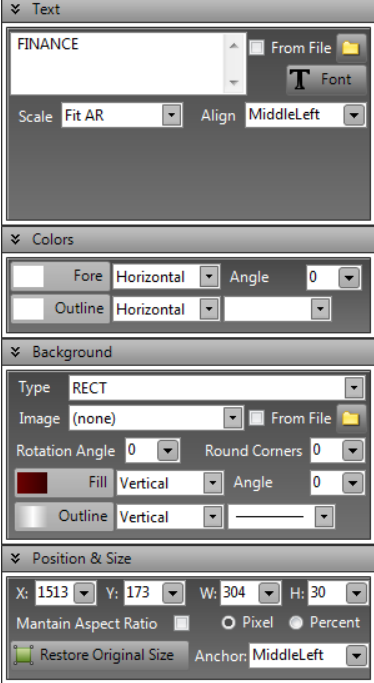 Text
FINANCE
From File
T Font
Scale Fit AR Align MiddleLeft
Colors
Fore Horizontal Angle 0
Outline Horizontal
Background
Type RECT
Image (none) From File
Rotation Angle 0 Round Corners 0
Fill Vertical Angle 0
Outline Vertical
Position & Size
X: 1513 Y: 173 W: 304 H: 30
Mantain Aspect Ratio Pixel Percent
Restore Original Size Anchor: MiddleLeft